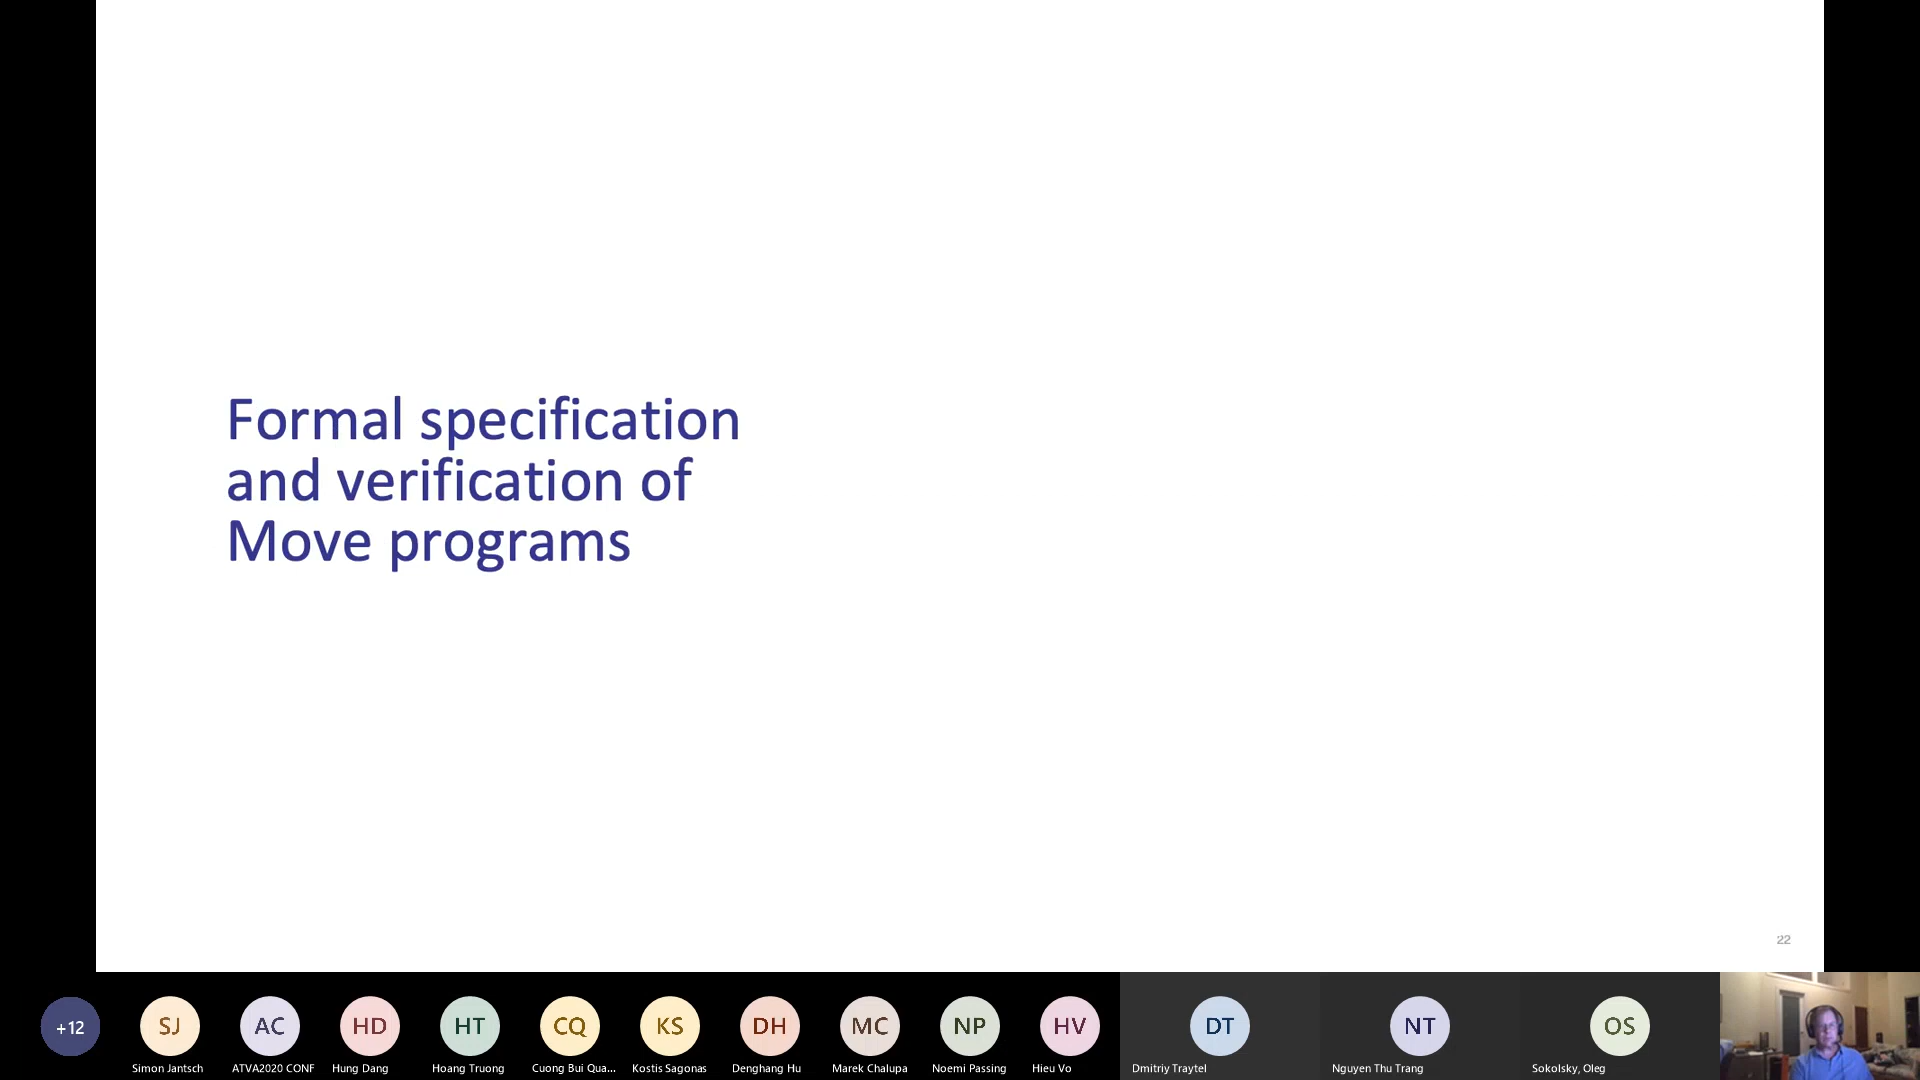 Formal specification
and verification of
Move programs
22
+12
SJ
AC
HD
HT
CQ
KS
DH
MC
NP
HV
DT
NT
OS
Simon Jantsch
ATVA2020 CONF
Hung Dang
Hoang Truong
Cuong Bui Qua...
Kostis Sagonas
Denghang Hu
Marek Chalupa
Noemi Passing
Hieu Vo
Dmitriy Traytel
Nguyen Thu Trang
Sokolsky, Oleg